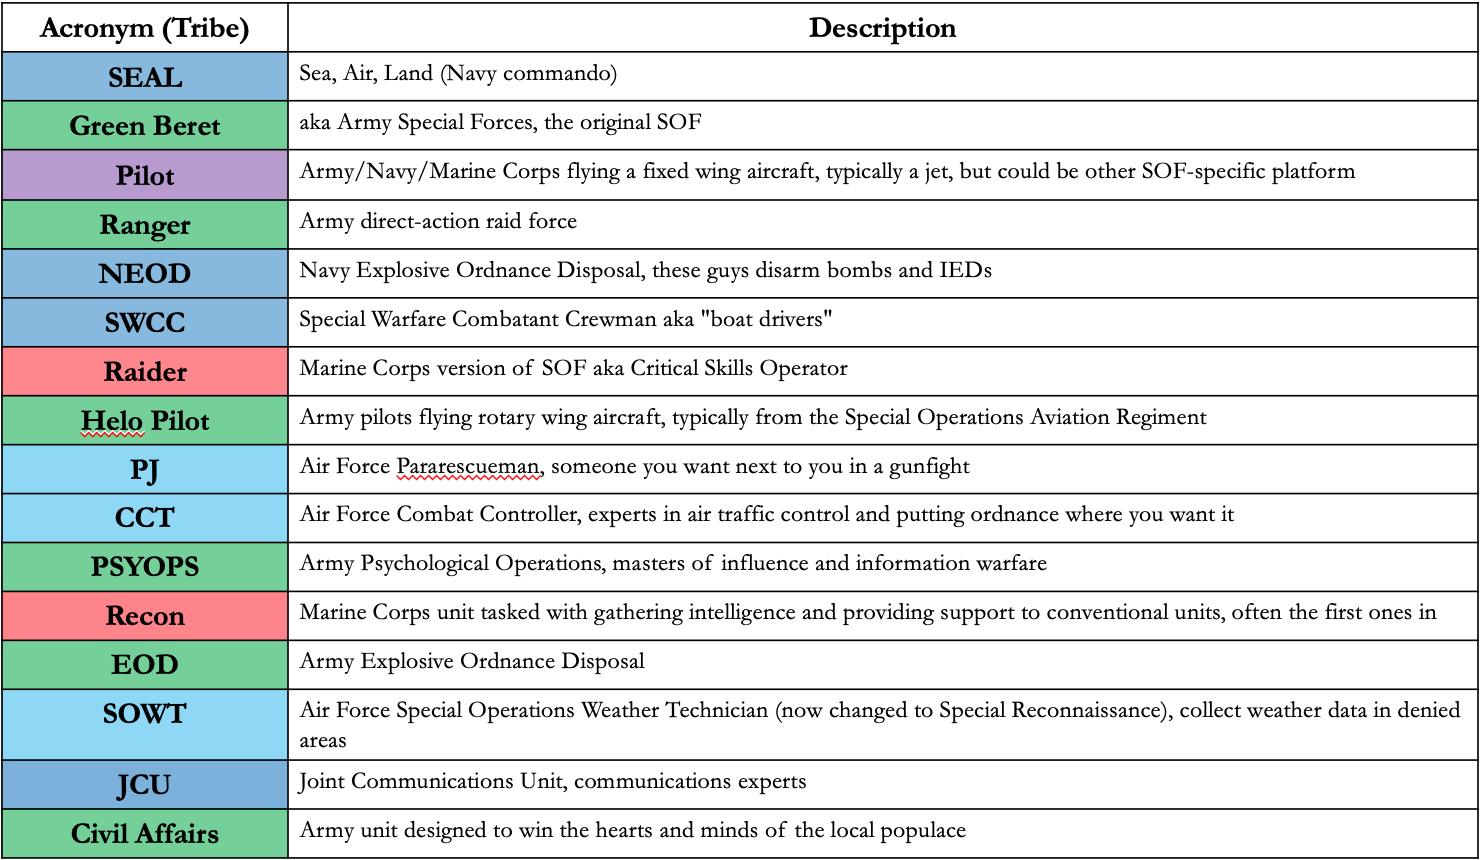 Acronym (Tribe) Description
SEAL Sea, Air, Land (Navy commando)
Green Beret aka Army Special Forces, the original SOF
Pilot Army/Navy/Marine Corps flying a fixed wing aircraft, typically a jet, but could be other SOF-specific platform
Ranger Army direct-action raid force
NEOD Navy Explosive Ordnance Disposal, these guys disarm bombs and IEDs
SWCC Special Warfare Combatant Crewman aka "boat drivers"
Raider Marine Corps version of SOF aka Critical Skills Operator
Helo Pilot Army pilots flying rotary wing aircraft, typically from the Special Operations Aviation Regiment
PJ Air Force Pararescueman, someone you want next to you in a gunfight
CCT Air Force Combat Controller, experts in air traffic control and putting ordnance where you want it
PSYOPS Army Psychological Operations, masters of influence and information warfare
Recon Marine Corps unit tasked with gathering intelligence and providing support to conventional units, often the first ones in
EOD Army Explosive Ordnance Disposal
SOWT Air Force Special Operations Weather Technician (now changed to Special Reconnaissance), collect weather data in denied
areas
JCU Joint Communications Unit, communications experts
Civil Affairs Army unit designed to win the hearts and minds of the local populace